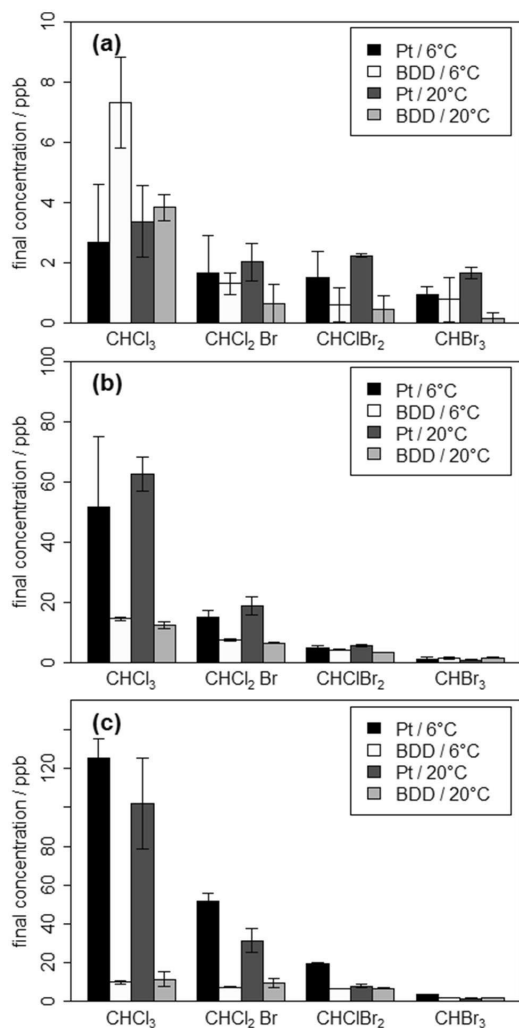 (a)
Pt / 6°C
BDD / 6°C
Pt / 20°C
BDD / 20°C
final concentration / ppb
10
8
6
4
2
0
CHCl₃ CHCl₂ Br CHClBr₂ CHBr₃
(b)
Pt / 6°C
BDD / 6°C
Pt / 20°C
BDD / 20°C
final concentration / ppb
100
80
60
40
20
0
CHCl₃ CHCl₂ Br CHClBr₂ CHBr₃
(c)
Pt / 6°C
BDD / 6°C
Pt / 20°C
BDD / 20°C
final concentration / ppb
120
80
60
40
20
0
CHCl₃ CHCl₂ Br CHClBr₂ CHBr₃